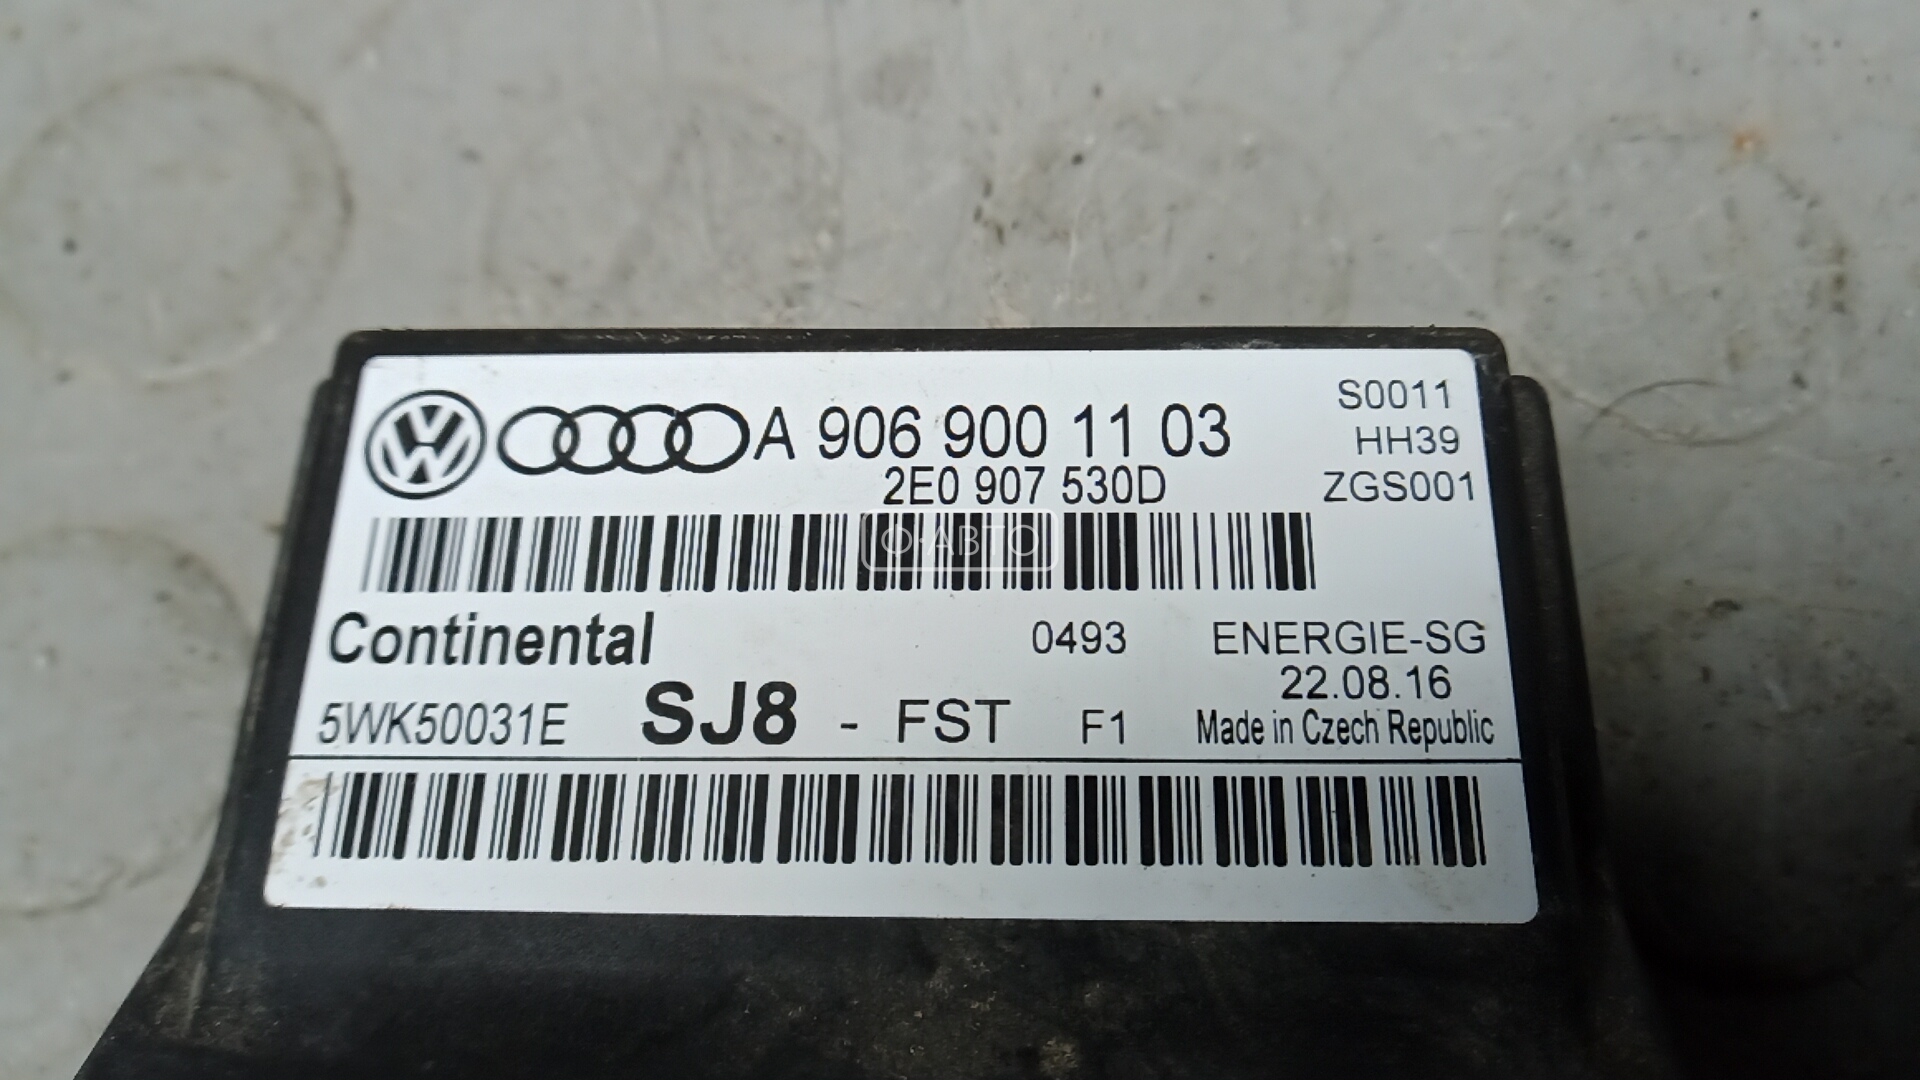 A 906 900 11 03
2E0 907 530D
S0011
HH39
ZGS001
Ф·АВТО
Continental
0493
ENERGIE-SG
22.08.16
5WK50031E SJ8 - FST F1 Made in Czech Republic